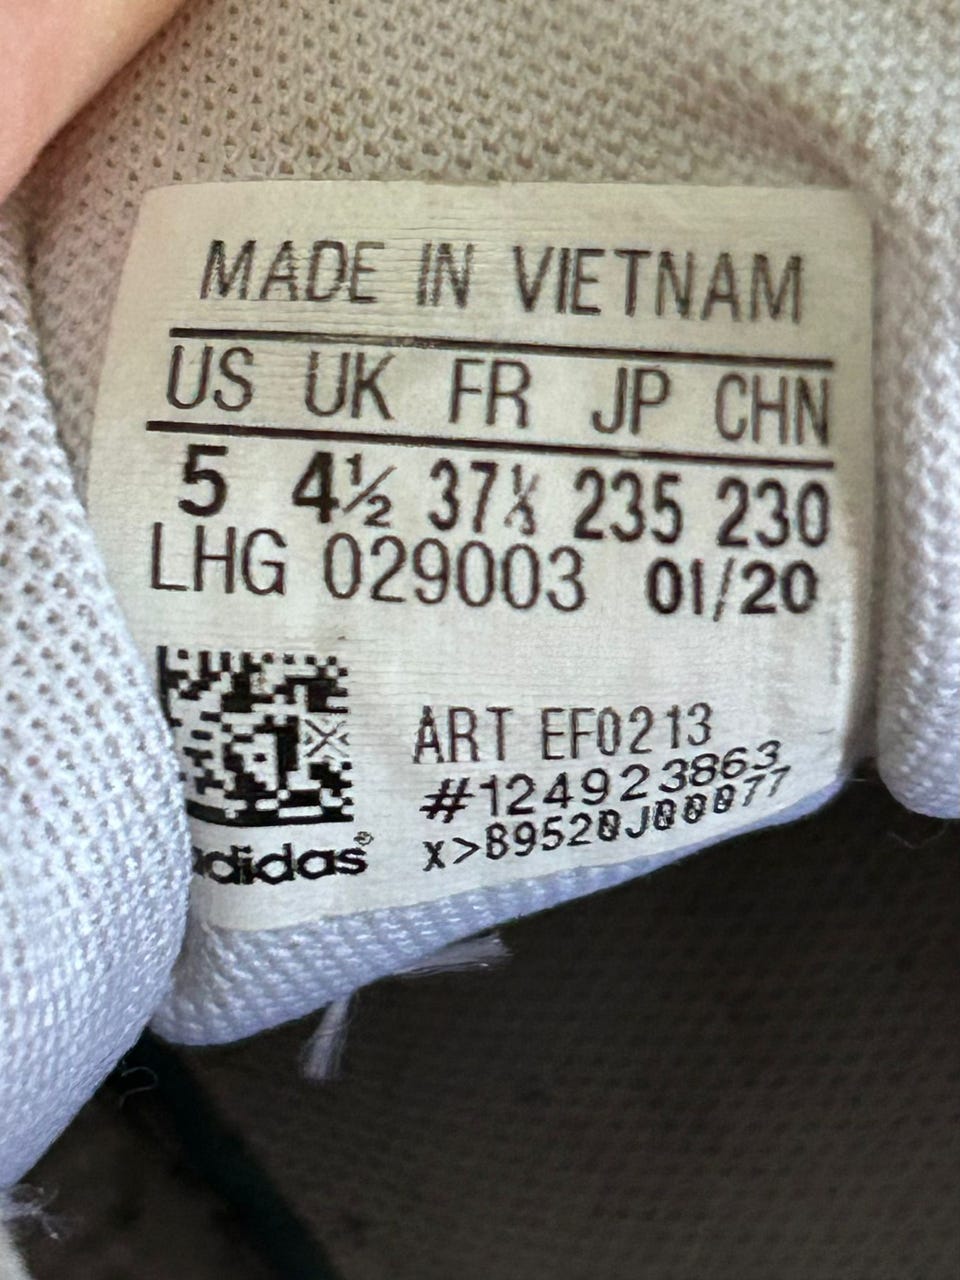 MADE IN VIETNAM
US UK FR JP CHN
5 4½ 37⅓ 235 230
LHG 029003 01/20
ART EF0213
#124923863
x>89520J00077
adidas®